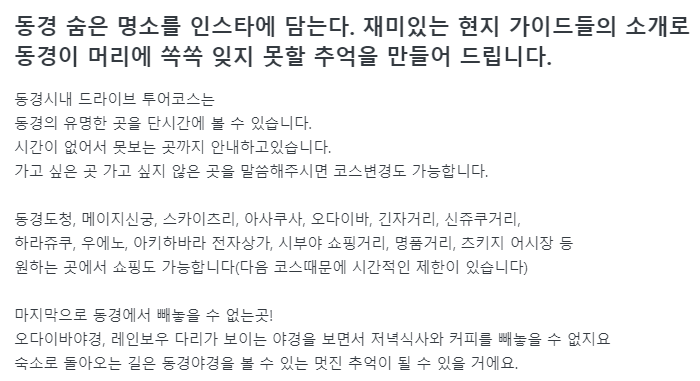 동경 숨은 명소를 인스타에 담는다. 재미있는 현지 가이드들의 소개로
동경이 머리에 쏙쏙 잊지 못할 추억을 만들어 드립니다.
동경시내 드라이브 투어코스는
동경의 유명한 곳을 단시간에 볼 수 있습니다.
시간이 없어서 못보는 곳까지 안내하고있습니다.
가고 싶은 곳 가고 싶지 않은 곳을 말씀해주시면 코스변경도 가능합니다.
동경도청, 메이지신궁, 스카이츠리, 아사쿠사, 오다이바, 긴자거리, 신쥬쿠거리,
하라쥬쿠, 우에노, 아키하바라 전자상가, 시부야 쇼핑거리, 명품거리, 츠키지 어시장 등
원하는 곳에서 쇼핑도 가능합니다(다음 코스때문에 시간적인 제한이 있습니다)
마지막으로 동경에서 빼놓을 수 없는곳!
오다이바야경, 레인보우 다리가 보이는 야경을 보면서 저녁식사와 커피를 빼놓을 수 없지요
숙소로 돌아오는 길은 동경야경을 볼 수 있는 멋진 추억이 될 수 있을 거에요.